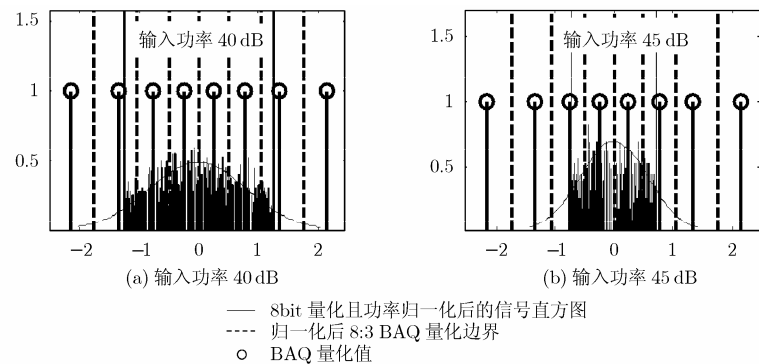 输入功率 40 dB
1.5
1
0.5
−2 −1 0 1 2
(a) 输入功率 40 dB
输入功率 45 dB
1.5
1
0.5
−2 −1 0 1 2
(b) 输入功率 45 dB
8bit 量化且功率归一化后的信号直方图
归一化后 8:3 BAQ 量化边界
BAQ 量化值